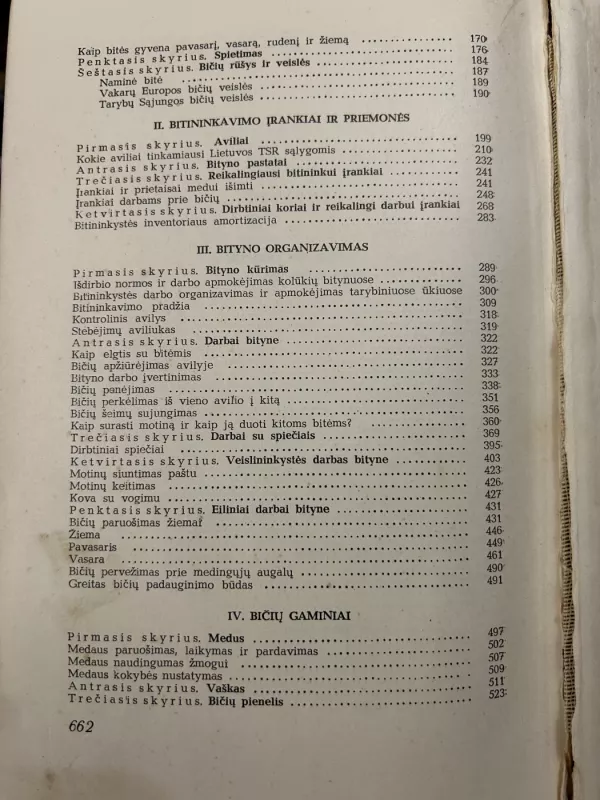 Kaip bitės gyvena pavasarį, vasarą, rudenį ir žiemą 170
Penktasis skyrius. Spietimas 176
Šeštasis skyrius. Bičių rūšys ir veislės 184
Naminė bitė 187
Vakarų Europos bičių veislės 189
Tarybų Sąjungos bičių veislės 190
II. BITININKAVIMO ĮRANKIAI IR PRIEMONĖS
Pirmasis skyrius. Aviliai 199
Kokie aviliai tinkamiausi Lietuvos TSR sąlygomis 210
Antrasis skyrius. Bityno pastatai 232
Trečiasis skyrius. Reikalingiausi bitininkui įrankiai 241
Įrankiai ir prietaisai medui išimti 241
Įrankiai darbams prie bičių 248
Ketvirtasis skyrius. Dirbtiniai koriai ir reikalingi darbui įrankiai 268
Bitininkystės inventoriaus amortizacija 283
III. BITYNO ORGANIZAVIMAS
Pirmasis skyrius. Bityno kūrimas 289
Išdirbio normos ir darbo apmokėjimas kolūkių bitynuose 296
Bitininkystės darbo organizavimas ir apmokėjimas tarybiniuose ūkiuose 300
Bitininkavimo pradžia 309
Kontrolinis avilys 318
Stebėjimų aviliukas 319
Antrasis skyrius. Darbai bityne 322
Kaip elgtis su bitėmis 322
Bičių apžiūrėjimas avilyje 327
Bityno darbo įvertinimas 333
Bičių penėjimas 338
Bičių perkėlimas iš vieno avilio į kitą 351
Bičių šeimų sujungimas 356
Kaip surasti motiną ir kaip ją duoti kitoms bitėms? 360
Trečiasis skyrius. Darbai su spiečiais 369
Dirbtiniai spiečiai 395
Ketvirtasis skyrius. Veislininkystės darbas bityne 403
Motinų siuntimas paštu 423
Motinų keitimas 426
Kova su vogimu 427
Penktasis skyrius. Eiliniai darbai bityne 431
Bičių paruošimas žiemai 431
Žiema 446
Pavasaris 449
Vasara 461
Bičių pervežimas prie medingųjų augalų 490
Greitas bičių padauginimo būdas 491
IV. BIČIŲ GAMINIAI
Pirmasis skyrius. Medus 497
Medaus paruošimas, laikymas ir pardavimas 502
Medaus naudingumas žmogui 507
Medaus kokybės nustatymas 509
Antrasis skyrius. Vaškas 511
Trečiasis skyrius. Bičių pienelis 523
662